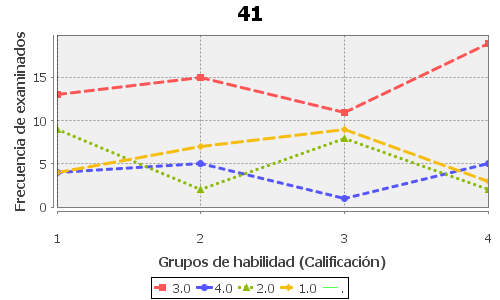 41
Frecuencia de examinados
15
10
5
0
1 2 3 4
Grupos de habilidad (Calificación)
3.0 4.0 2.0 1.0 .